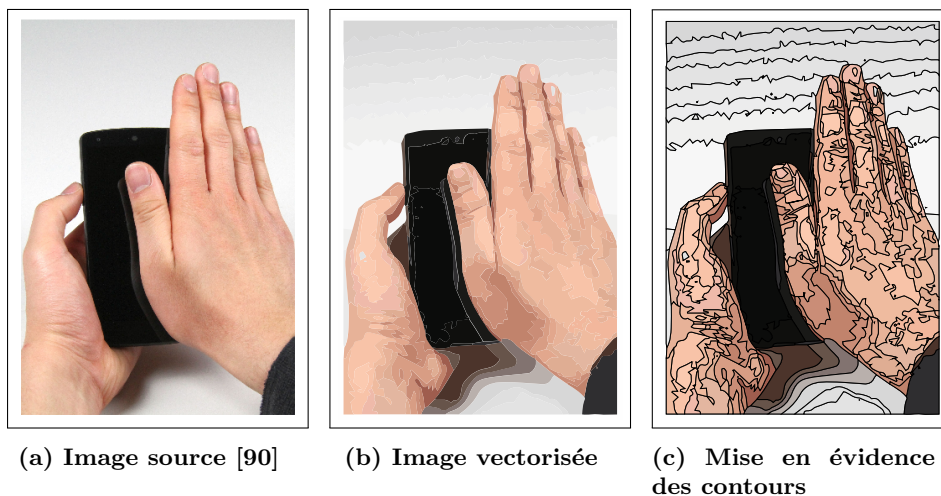 (a) Image source [90]
(b) Image vectorisée
(c) Mise en évidence
des contours